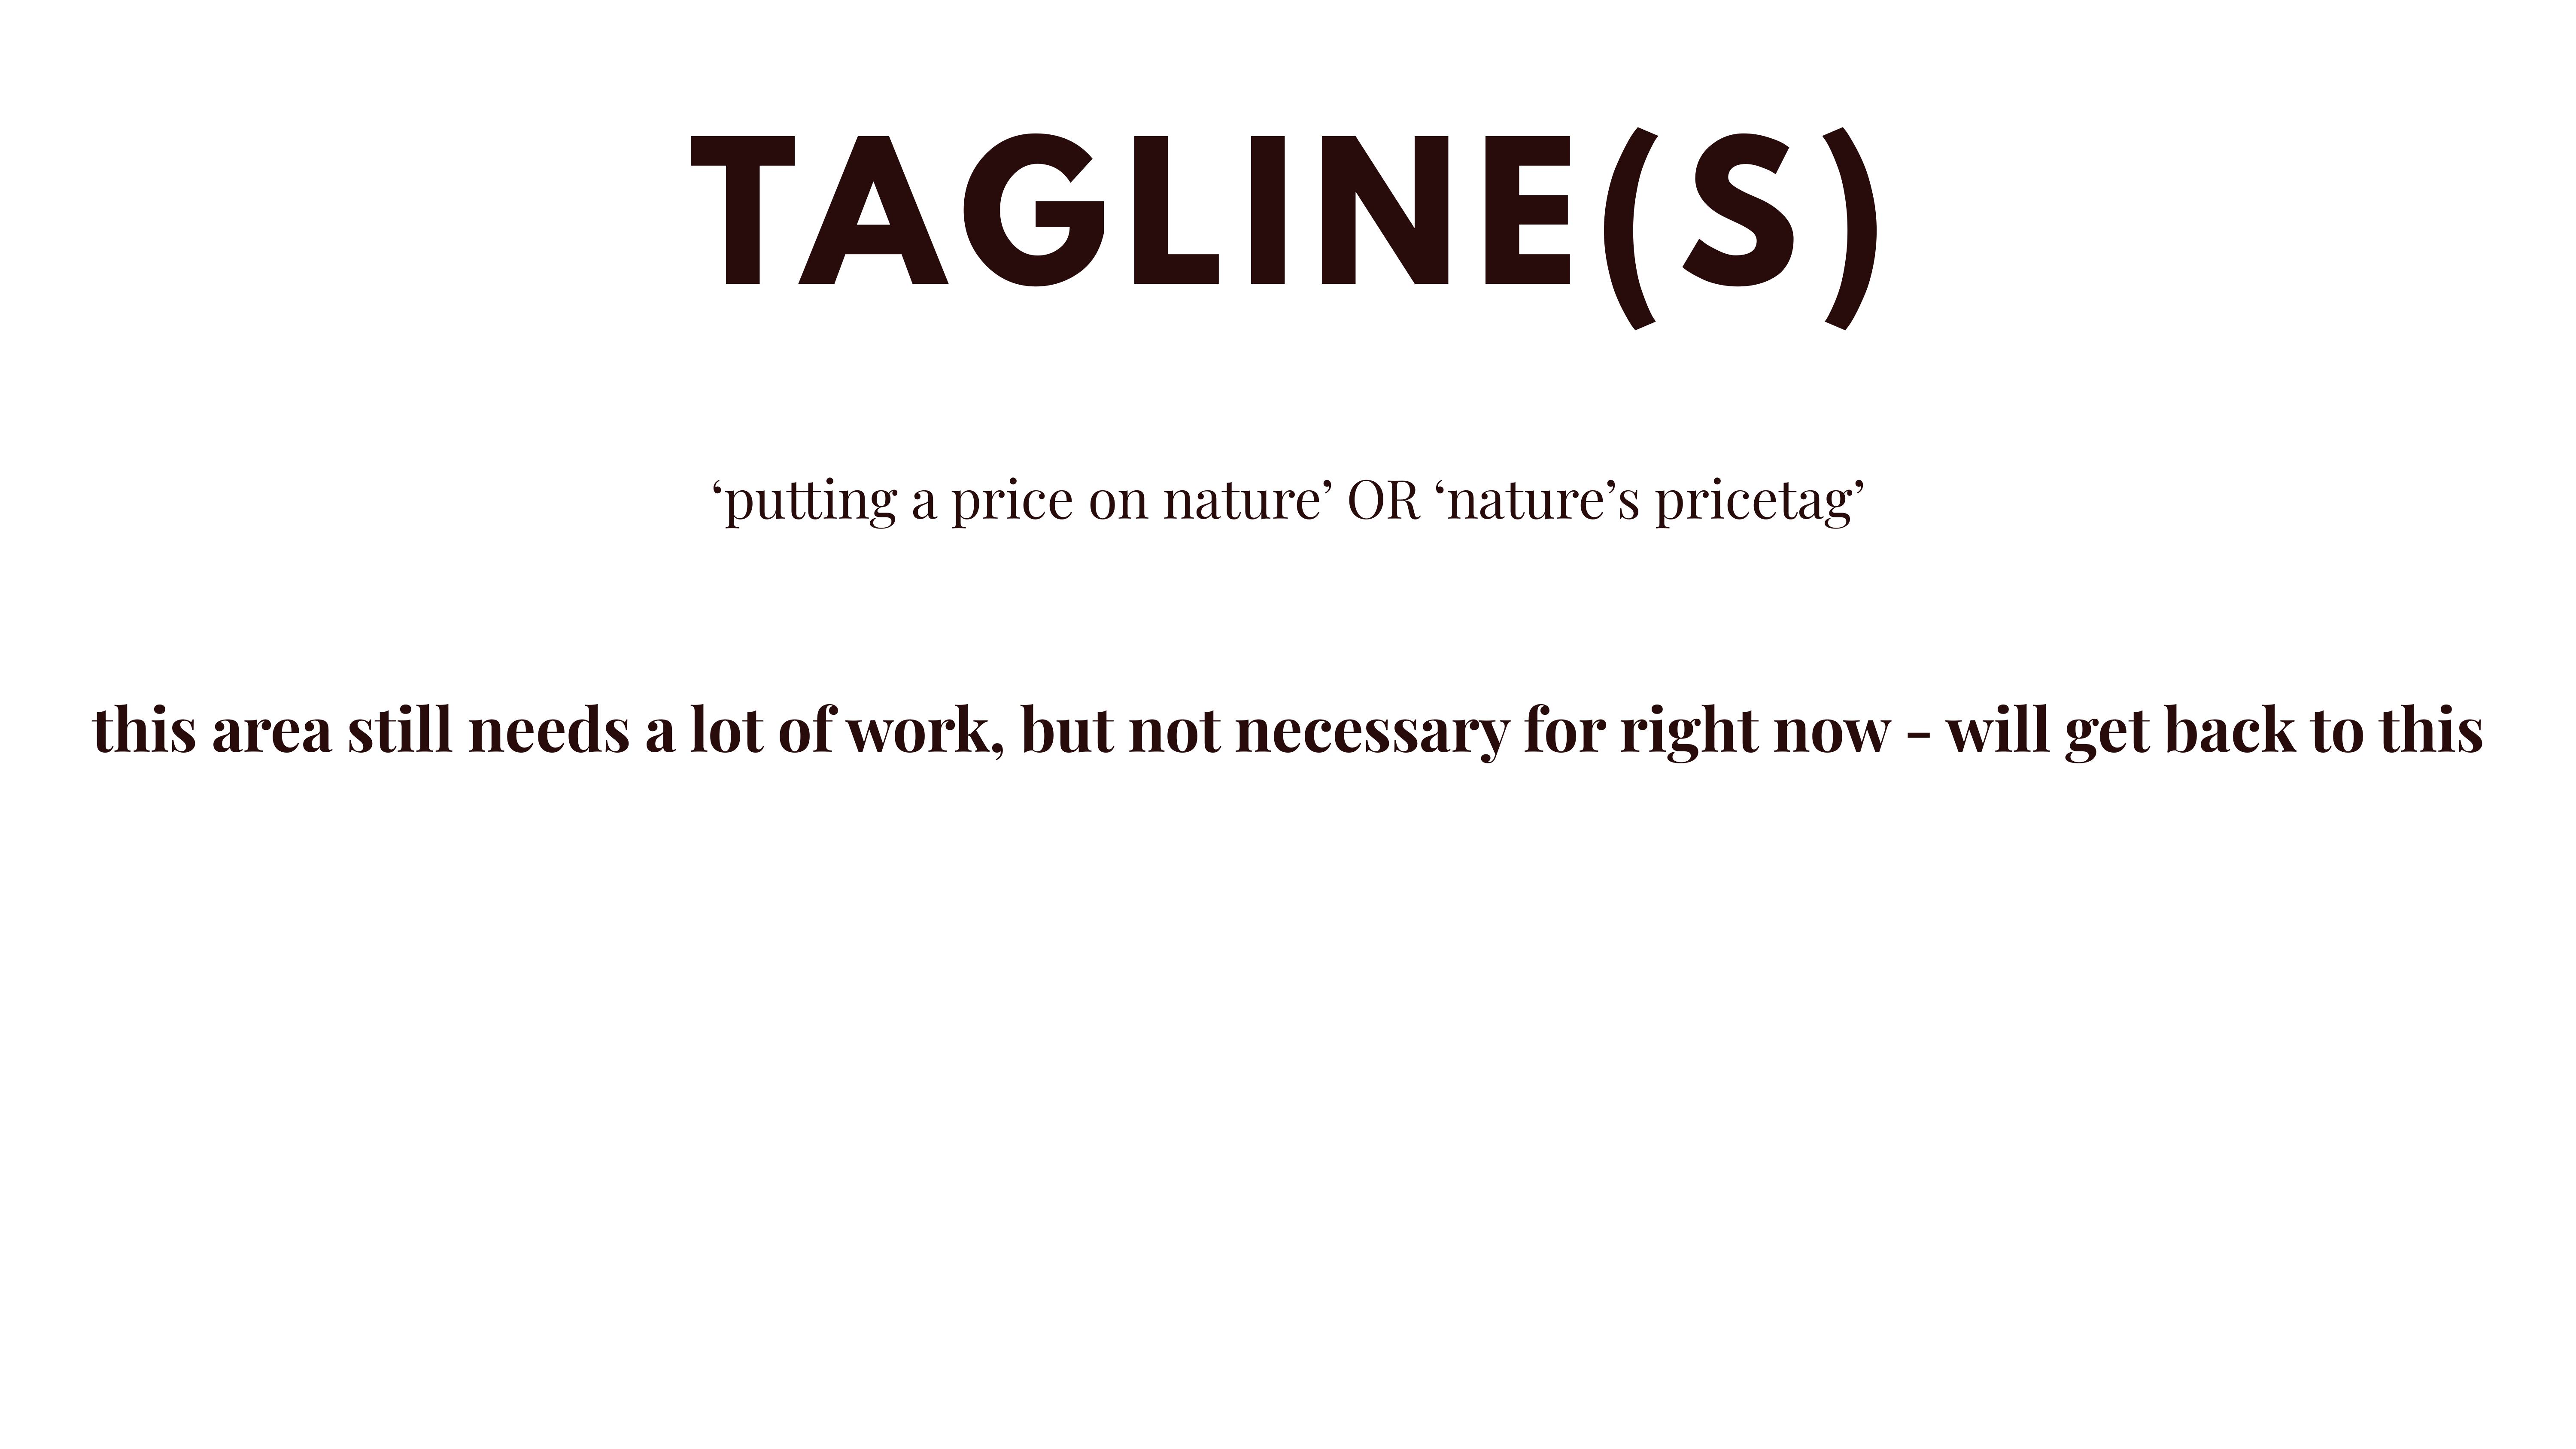 TAGLINE(S)
‘putting a price on nature’ OR ‘nature’s pricetag’
this area still needs a lot of work, but not necessary for right now - will get back to this